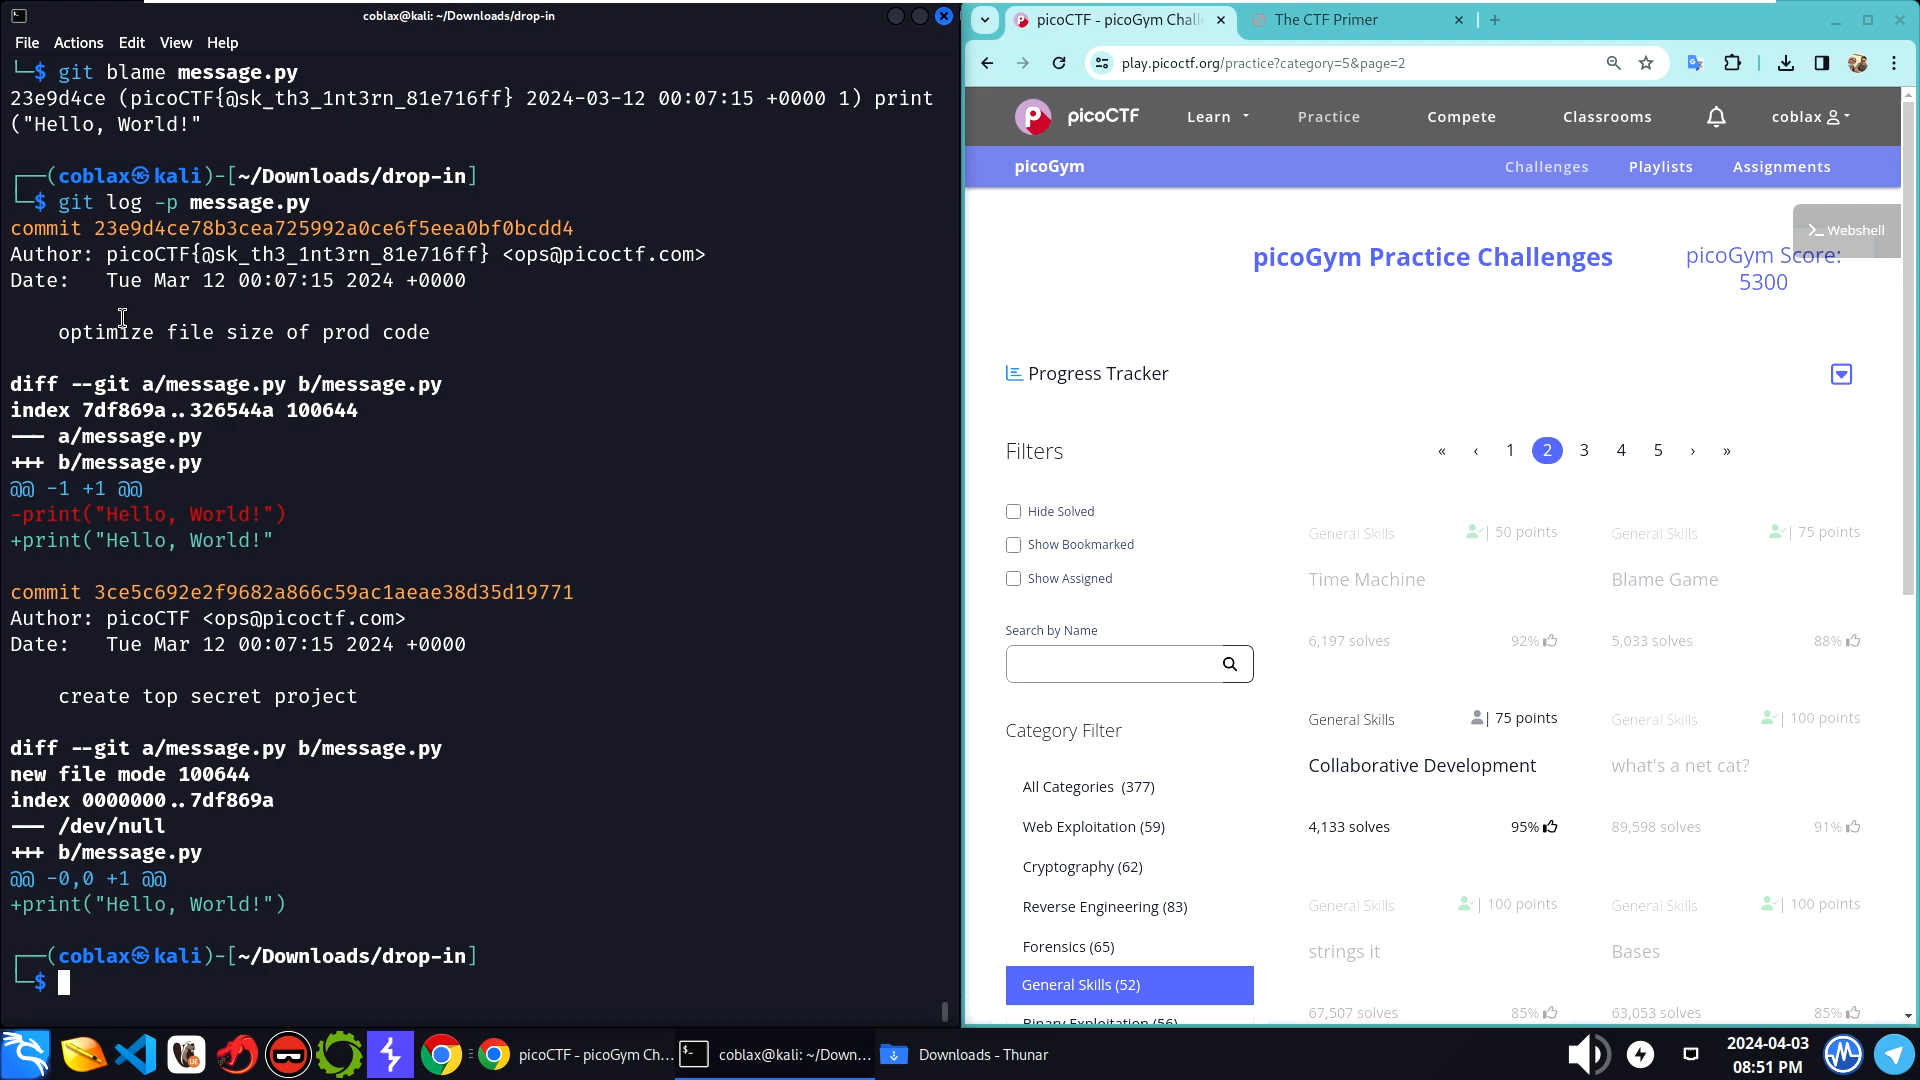 coblax@kali: ~/Downloads/drop-in
File Actions Edit View Help
└─$ git blame message.py
23e9d4ce (picoCTF{@sk_th3_1nt3rn_81e716ff} 2024-03-12 00:07:15 +0000 1) print
("Hello, World!"
┌──(coblax㉿kali)-[~/Downloads/drop-in]
└─$ git log -p message.py
commit 23e9d4ce78b3cea725992a0ce6f5eea0bf0bcdd4
Author: picoCTF{@sk_th3_1nt3rn_81e716ff} <ops@picoctf.com>
Date:   Tue Mar 12 00:07:15 2024 +0000
optimize file size of prod code
diff --git a/message.py b/message.py
index 7df869a..326544a 100644
--- a/message.py
+++ b/message.py
@@ -1 +1 @@
-print("Hello, World!")
+print("Hello, World!"
commit 3ce5c692e2f9682a866c59ac1aeae38d35d19771
Author: picoCTF <ops@picoctf.com>
Date:   Tue Mar 12 00:07:15 2024 +0000
create top secret project
diff --git a/message.py b/message.py
new file mode 100644
index 0000000..7df869a
--- /dev/null
+++ b/message.py
@@ -0,0 +1 @@
+print("Hello, World!")
┌──(coblax㉿kali)-[~/Downloads/drop-in]
└─$
picoCTF - picoGym Chall
The CTF Primer
play.picoctf.org/practice?category=5&page=2
picoCTF Learn Practice Compete Classrooms coblax
picoGym Challenges Playlists Assignments
Webshell
picoGym Practice Challenges
picoGym Score:
5300
Progress Tracker
Filters
« ‹ 1 2 3 4 5 › »
Hide Solved
Show Bookmarked
Show Assigned
Search by Name
Category Filter
All Categories (377)
Web Exploitation (59)
Cryptography (62)
Reverse Engineering (83)
Forensics (65)
General Skills (52)
Binary Exploitation (56)
General Skills | 50 points
Time Machine
6,197 solves 92%
General Skills | 75 points
Blame Game
5,033 solves 88%
General Skills | 75 points
Collaborative Development
4,133 solves 95%
General Skills | 100 points
what's a net cat?
89,598 solves 91%
General Skills | 100 points
strings it
67,507 solves 85%
General Skills | 100 points
Bases
63,053 solves 85%
picoCTF - picoGym Ch...
coblax@kali: ~/Down...
Downloads - Thunar
2024-04-03
08:51 PM